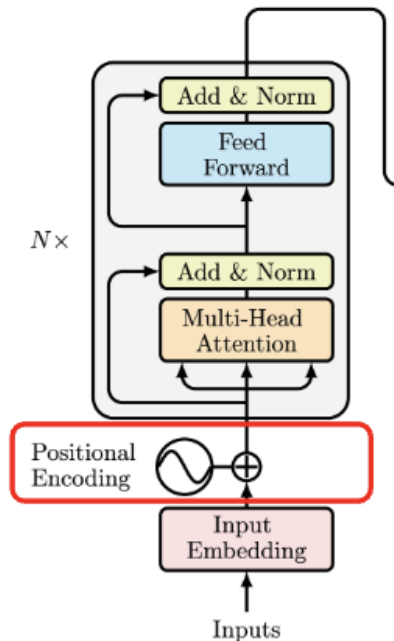 Add & Norm
Feed
Forward
N×
Add & Norm
Multi-Head
Attention
Positional
Encoding
Input
Embedding
Inputs